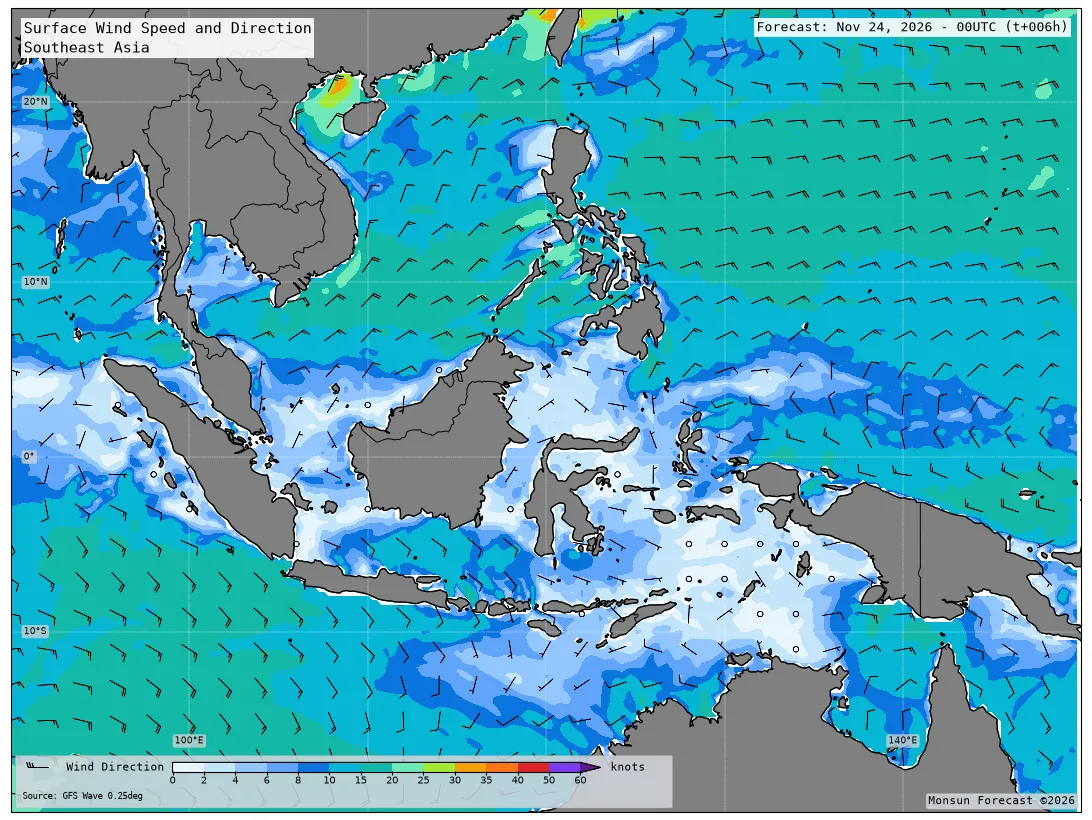 Surface Wind Speed and Direction
Southeast Asia
Forecast: Nov 24, 2026 - 00UTC (t+006h)
20°N
10°N
0°
10°S
100°E
140°E
Wind Direction
0 2 4 6 8 10 15 20 25 30 35 40 50 60
knots
Source: GFS Wave 0.25deg
Monsun Forecast ©2026